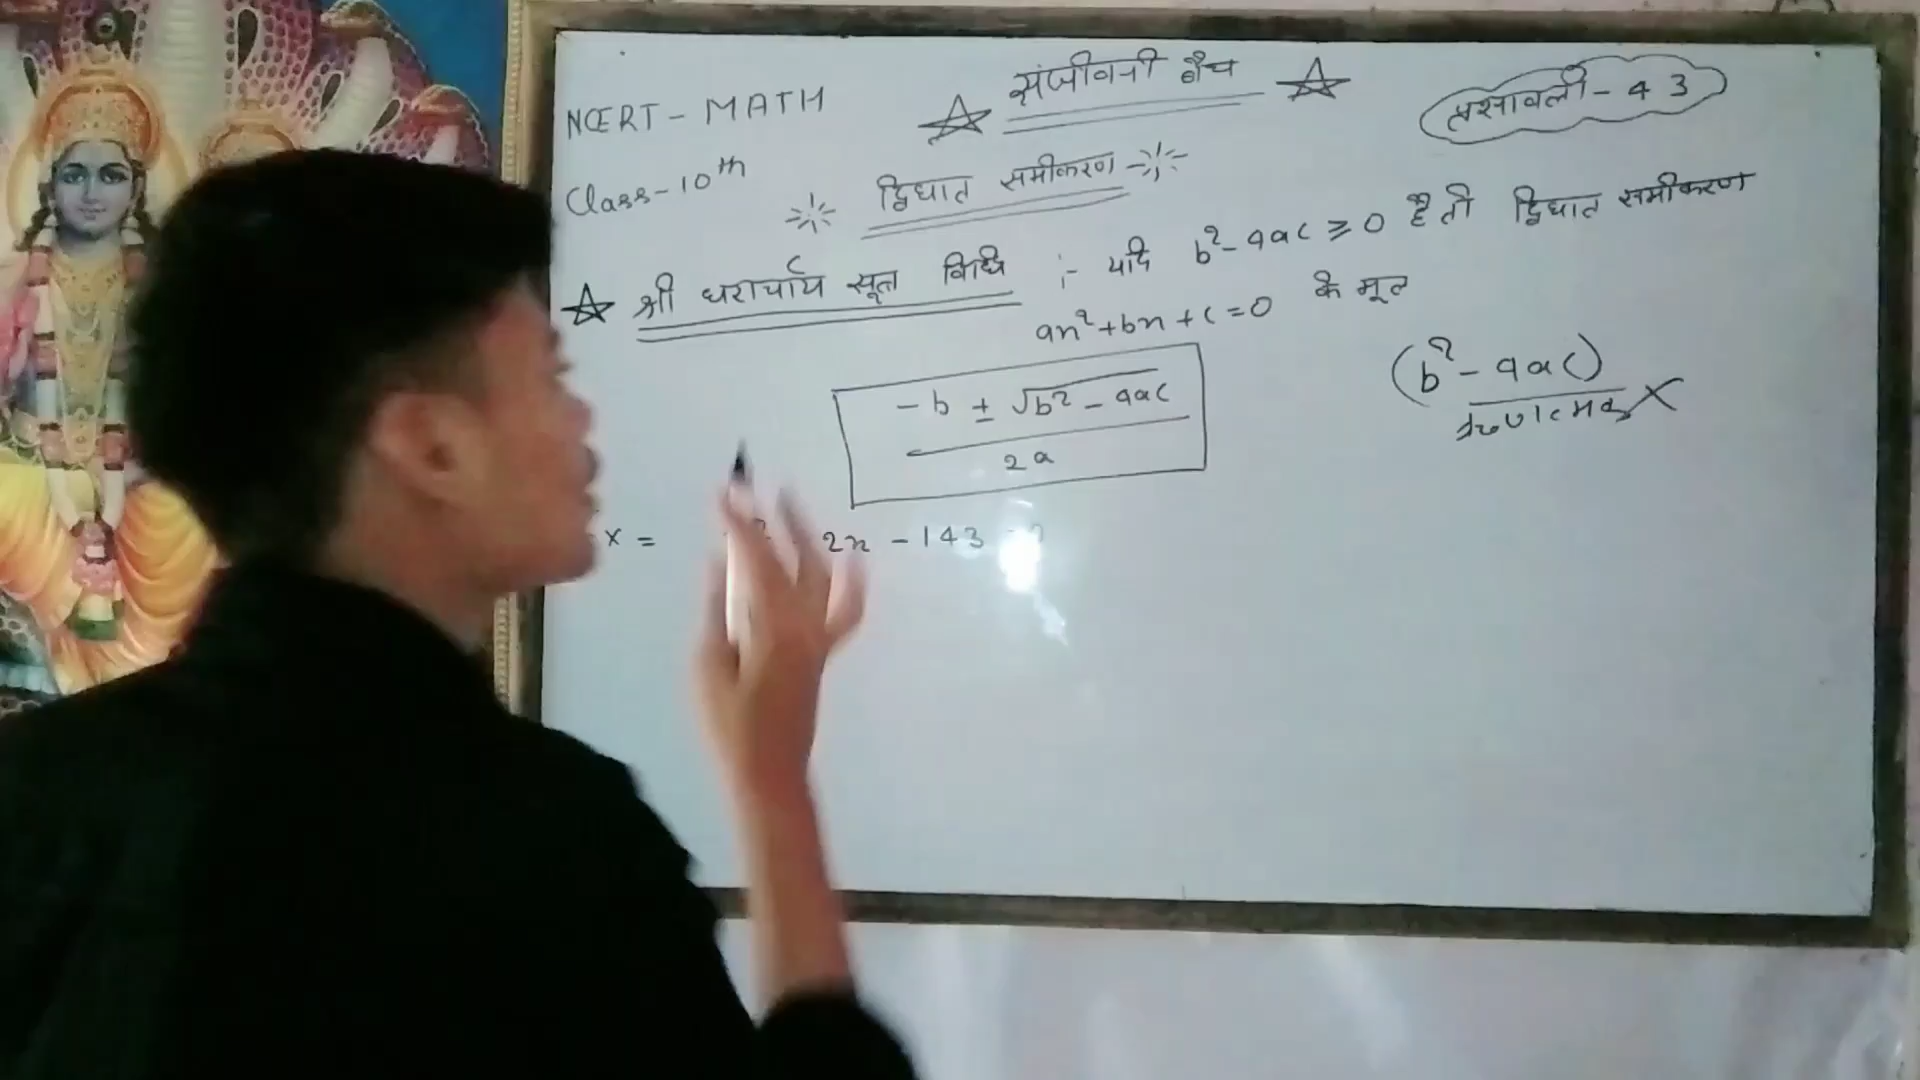 NCERT - MATH
Class - 10th
संजीवनी बैच
प्रश्नावली - 4 3
द्विघात समीकरण
श्री धराचार्य सूत्र विधि :- यदि b² - 4ac ≥ 0 है तो द्विघात समीकरण
ax² + bx + c = 0 के मूल
-b ± √b² - 4ac
2a
(b² - 4ac)
ऋणात्मक ×
x =
2x - 143